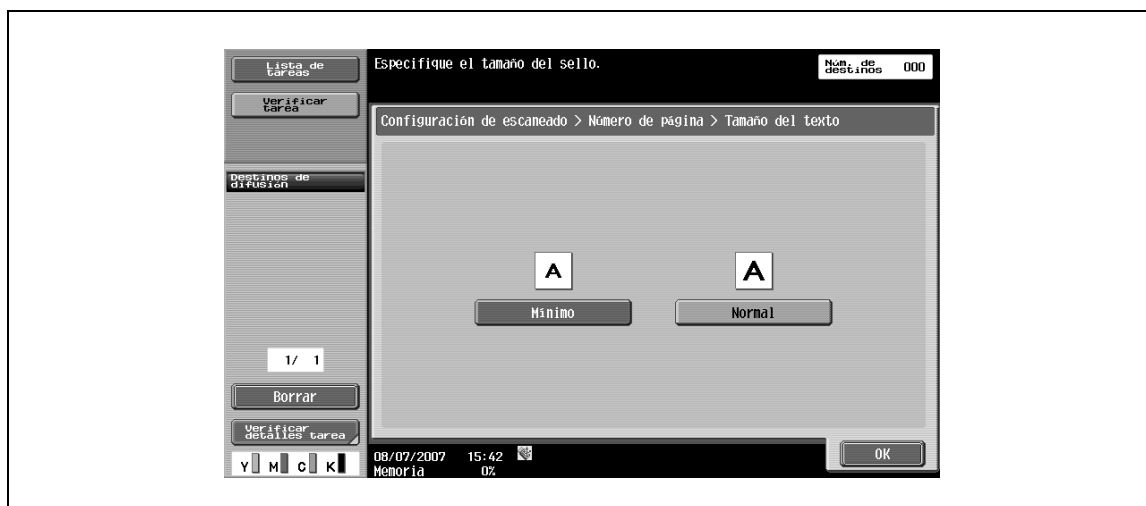 Lista de
tareas
Especifique el tamaño del sello.
Núm. de
destinos 000
Verificar
tarea
Configuración de escaneado > Número de página > Tamaño del texto
Destinos de
difusión
A A
Mínimo Normal
1/ 1
Borrar
Verificar
detalles tarea
OK
Y M C K
08/07/2007 15:42
Memoria 0%